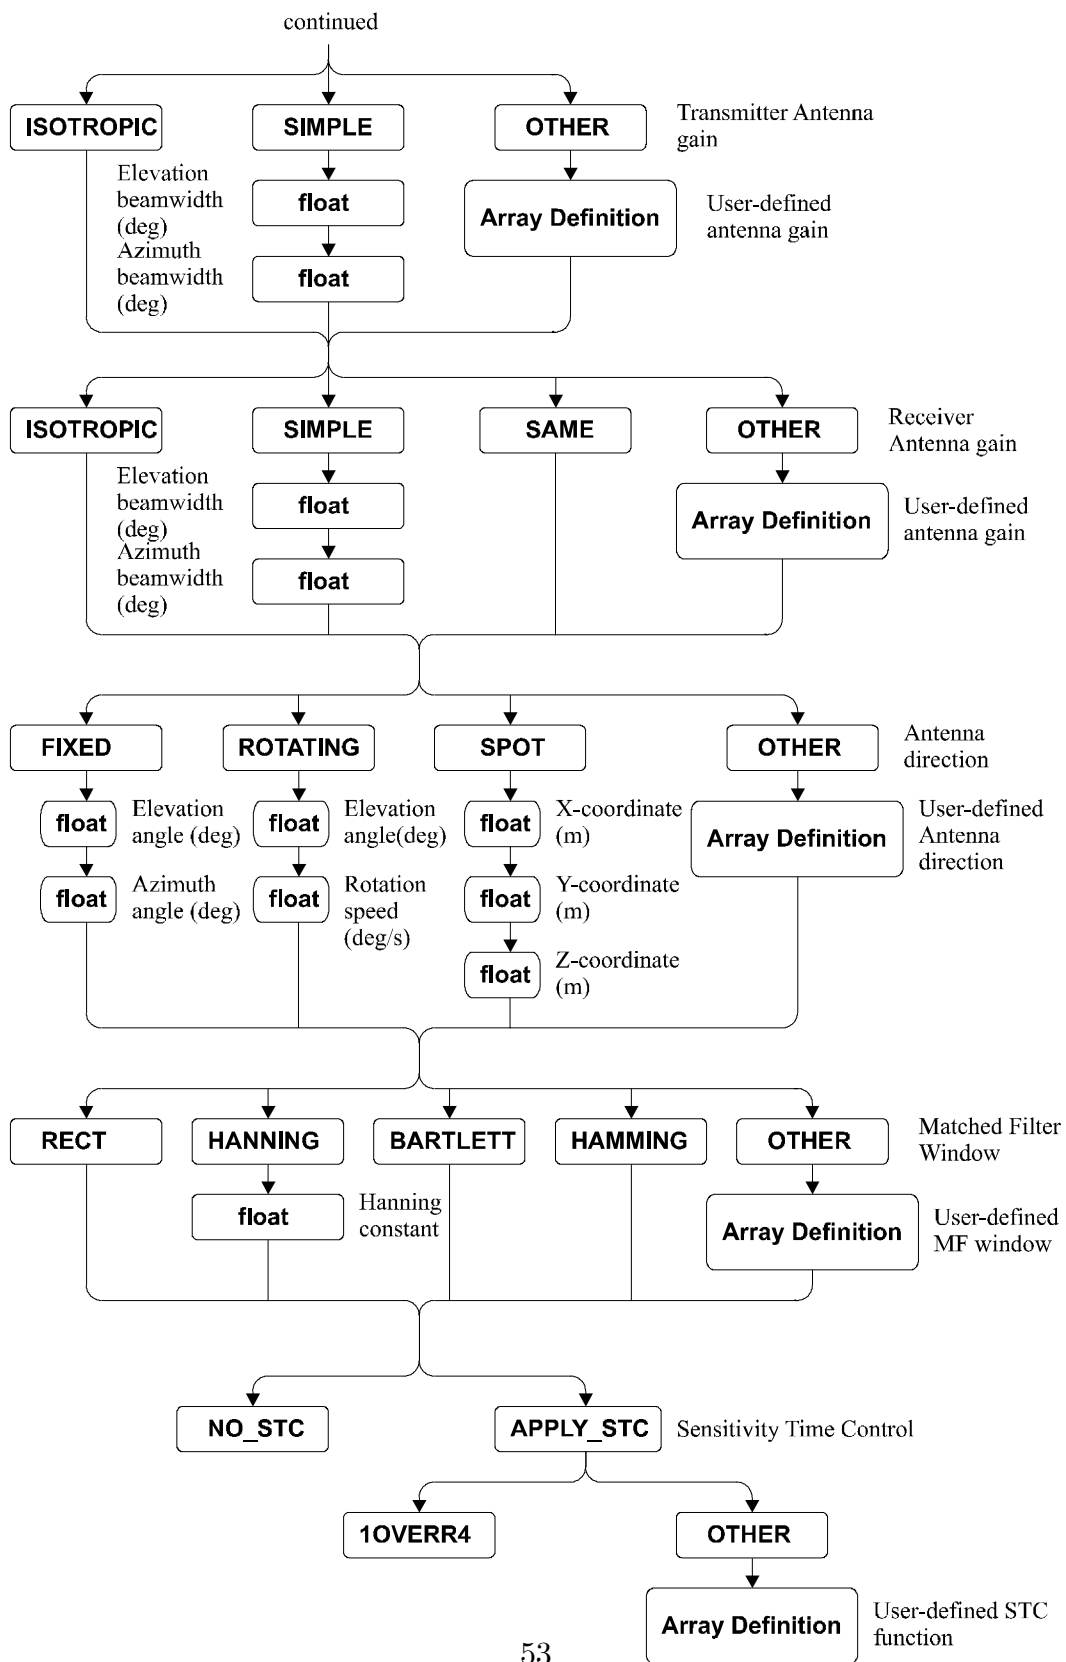 continued
ISOTROPIC
SIMPLE
OTHER
Transmitter Antenna
gain
Elevation
beamwidth
(deg)
float
Array Definition
User-defined
antenna gain
Azimuth
beamwidth
(deg)
float
ISOTROPIC
SIMPLE
SAME
OTHER
Receiver
Antenna gain
Elevation
beamwidth
(deg)
float
Array Definition
User-defined
antenna gain
Azimuth
beamwidth
(deg)
float
FIXED
ROTATING
SPOT
OTHER
Antenna
direction
float
Elevation
angle (deg)
float
Elevation
angle(deg)
float
X-coordinate
(m)
Array Definition
User-defined
Antenna
direction
float
Azimuth
angle (deg)
float
Rotation
speed
(deg/s)
float
Y-coordinate
(m)
float
Z-coordinate
(m)
RECT
HANNING
BARTLETT
HAMMING
OTHER
Matched Filter
Window
float
Hanning
constant
Array Definition
User-defined
MF window
NO_STC
APPLY_STC
Sensitivity Time Control
1OVERR4
OTHER
Array Definition
User-defined STC
function
53